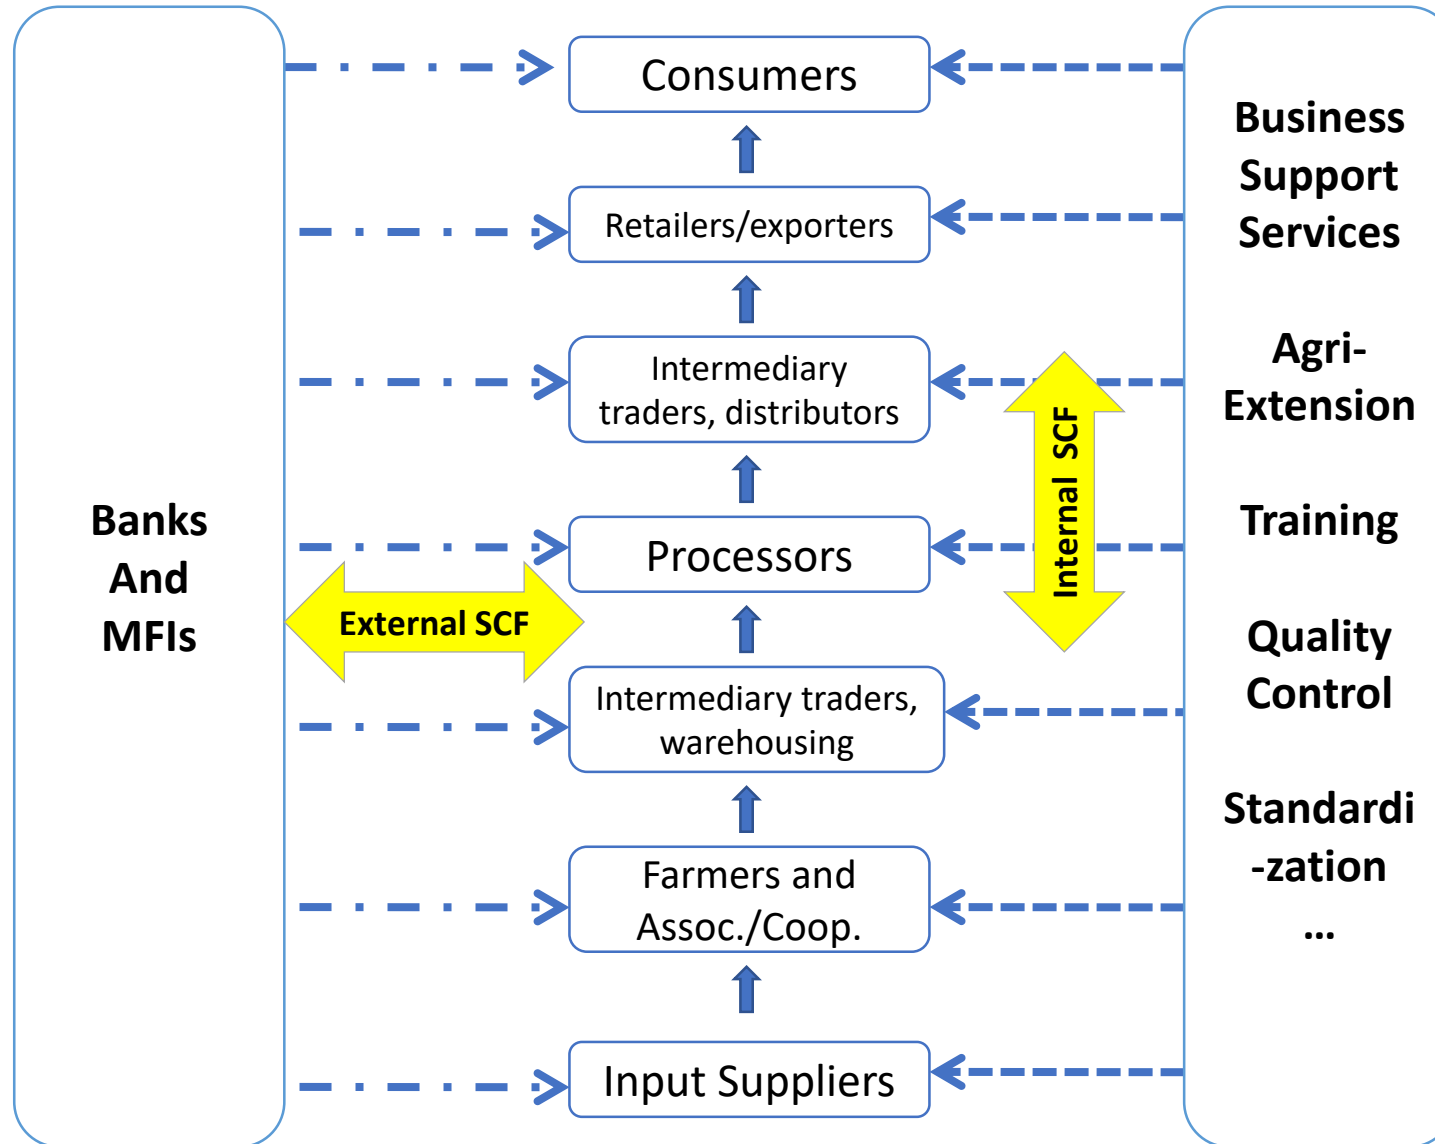 Banks
And
MFIs
External SCF
Consumers
Retailers/exporters
Intermediary
traders, distributors
Processors
Intermediary traders,
warehousing
Farmers and
Assoc./Coop.
Input Suppliers
Internal SCF
Business
Support
Services
Agri-
Extension
Training
Quality
Control
Standardi
-zation
...